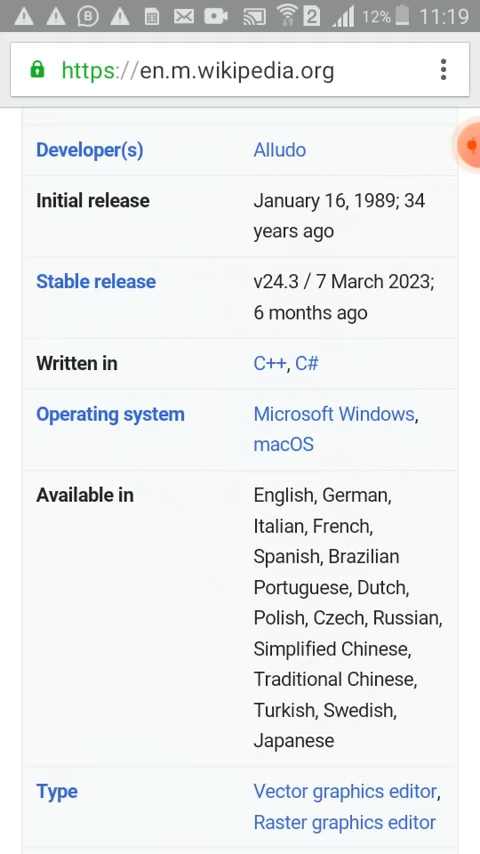 2 12% 11:19
https://en.m.wikipedia.org
Developer(s) Alludo
Initial release January 16, 1989; 34
years ago
Stable release v24.3 / 7 March 2023;
6 months ago
Written in C++, C#
Operating system Microsoft Windows,
macOS
Available in English, German,
Italian, French,
Spanish, Brazilian
Portuguese, Dutch,
Polish, Czech, Russian,
Simplified Chinese,
Traditional Chinese,
Turkish, Swedish,
Japanese
Type Vector graphics editor,
Raster graphics editor